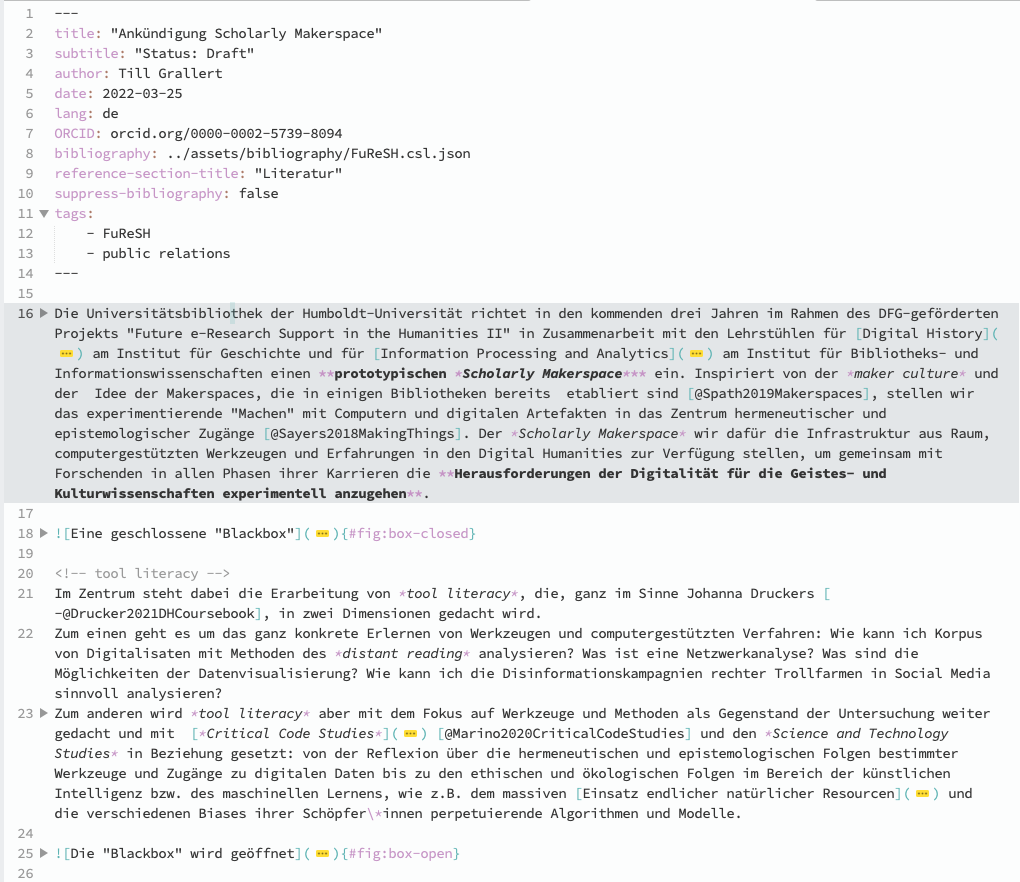 1 ---
2 title: "Ankündigung Scholarly Makerspace"
3 subtitle: "Status: Draft"
4 author: Till Grallert
5 date: 2022-03-25
6 lang: de
7 ORCID: orcid.org/0000-0002-5739-8094
8 bibliography: ../assets/bibliography/FuReSH.csl.json
9 reference-section-title: "Literatur"
10 suppress-bibliography: false
11 tags:
12 - FuReSH
13 - public relations
14 ---
15
16 Die Universitätsbibliothek der Humboldt-Universität richtet in den kommenden drei Jahren im Rahmen des DFG-geförderten
Projekts "Future e-Research Support in the Humanities II" in Zusammenarbeit mit den Lehrstühlen für [Digital History](
…) am Institut für Geschichte und für [Information Processing and Analytics](…) am Institut für Bibliotheks- und
Informationswissenschaften einen **prototypischen *Scholarly Makerspace*** ein. Inspiriert von der *maker culture* und
der  Idee der Makerspaces, die in einigen Bibliotheken bereits  etabliert sind [@Spath2019Makerspaces], stellen wir
das experimentierende "Machen" mit Computern und digitalen Artefakten in das Zentrum hermeneutischer und
epistemologischer Zugänge [@Sayers2018MakingThings]. Der *Scholarly Makerspace* wir dafür die Infrastruktur aus Raum,
computergestützten Werkzeugen und Erfahrungen in den Digital Humanities zur Verfügung stellen, um gemeinsam mit
Forschenden in allen Phasen ihrer Karrieren die **Herausforderungen der Digitalität für die Geistes- und
Kulturwissenschaften experimentell anzugehen**.
17
18 ![Eine geschlossene "Blackbox"](…){#fig:box-closed}
19
20 <!-- tool literacy -->
21 Im Zentrum steht dabei die Erarbeitung von *tool literacy*, die, ganz im Sinne Johanna Druckers [
-@Drucker2021DHCoursebook], in zwei Dimensionen gedacht wird.
22 Zum einen geht es um das ganz konkrete Erlernen von Werkzeugen und computergestützten Verfahren: Wie kann ich Korpus
von Digitalisaten mit Methoden des *distant reading* analysieren? Was ist eine Netzwerkanalyse? Was sind die
Möglichkeiten der Datenvisualisierung? Wie kann ich die Disinformationskampagnien rechter Trollfarmen in Social Media
sinnvoll analysieren?
23 Zum anderen wird *tool literacy* aber mit dem Fokus auf Werkzeuge und Methoden als Gegenstand der Untersuchung weiter
gedacht und mit  [*Critical Code Studies*](…) [@Marino2020CriticalCodeStudies] und den *Science and Technology
Studies* in Beziehung gesetzt: von der Reflexion über die hermeneutischen und epistemologischen Folgen bestimmter
Werkzeuge und Zugänge zu digitalen Daten bis zu den ethischen und ökologischen Folgen im Bereich der künstlichen
Intelligenz bzw. des maschinellen Lernens, wie z.B. dem massiven [Einsatz endlicher natürlicher Resourcen](…) und
die verschiedenen Biases ihrer Schöpfer\*innen perpetuierende Algorithmen und Modelle.
24
25 ![Die "Blackbox" wird geöffnet](…){#fig:box-open}
26